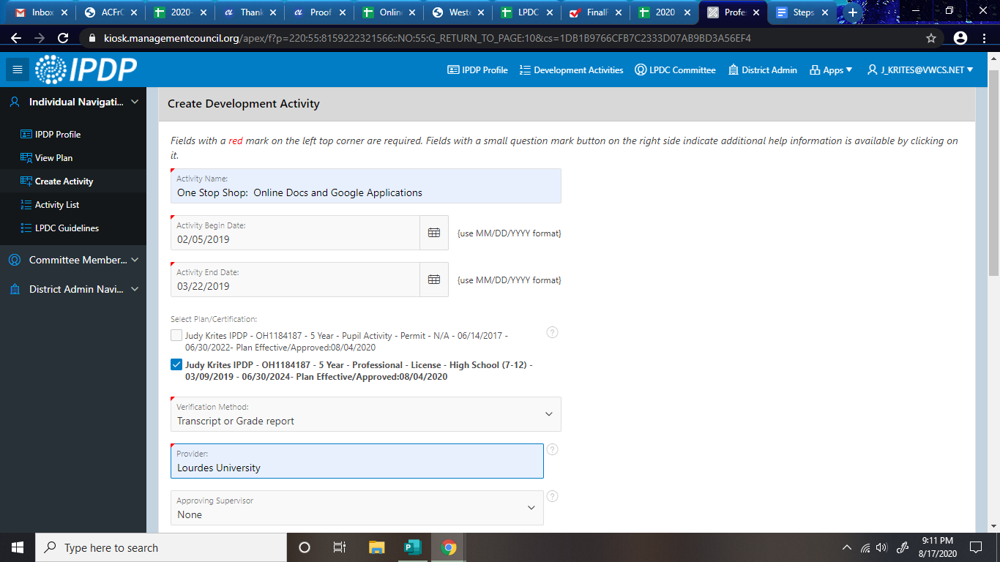 Inbox
ACFrC
2020-
Thank
Proof
Onlin
West
LPDC
FinalF
2020
Profes
Steps
kiosk.managementcouncil.org/apex/f?p=220:55:8159222321566::NO:55:G_RETURN_TO_PAGE:10&cs=1DB1B9766CFB7C2333D07AB9BD3A56EF4
IPDP
IPDP Profile
Development Activities
LPDC Committee
District Admin
Apps
J_KRITES@VWCS.NET
Individual Navigati...
IPDP Profile
View Plan
Create Activity
Activity List
LPDC Guidelines
Committee Member...
District Admin Navi...
Create Development Activity
Fields with a red mark on the left top corner are required. Fields with a small question mark button on the right side indicate additional help information is available by clicking on
it.
Activity Name:
One Stop Shop: Online Docs and Google Applications
Activity Begin Date:
02/05/2019
{use MM/DD/YYYY format}
Activity End Date:
03/22/2019
{use MM/DD/YYYY format}
Select Plan/Certification:
Judy Krites IPDP - OH1184187 - 5 Year - Pupil Activity - Permit - N/A - 06/14/2017 -
06/30/2022- Plan Effective/Approved:08/04/2020
Judy Krites IPDP - OH1184187 - 5 Year - Professional - License - High School (7-12) -
03/09/2019 - 06/30/2024- Plan Effective/Approved:08/04/2020
Verification Method:
Transcript or Grade report
Provider:
Lourdes University
Approving Supervisor
None
Type here to search
9:11 PM
8/17/2020